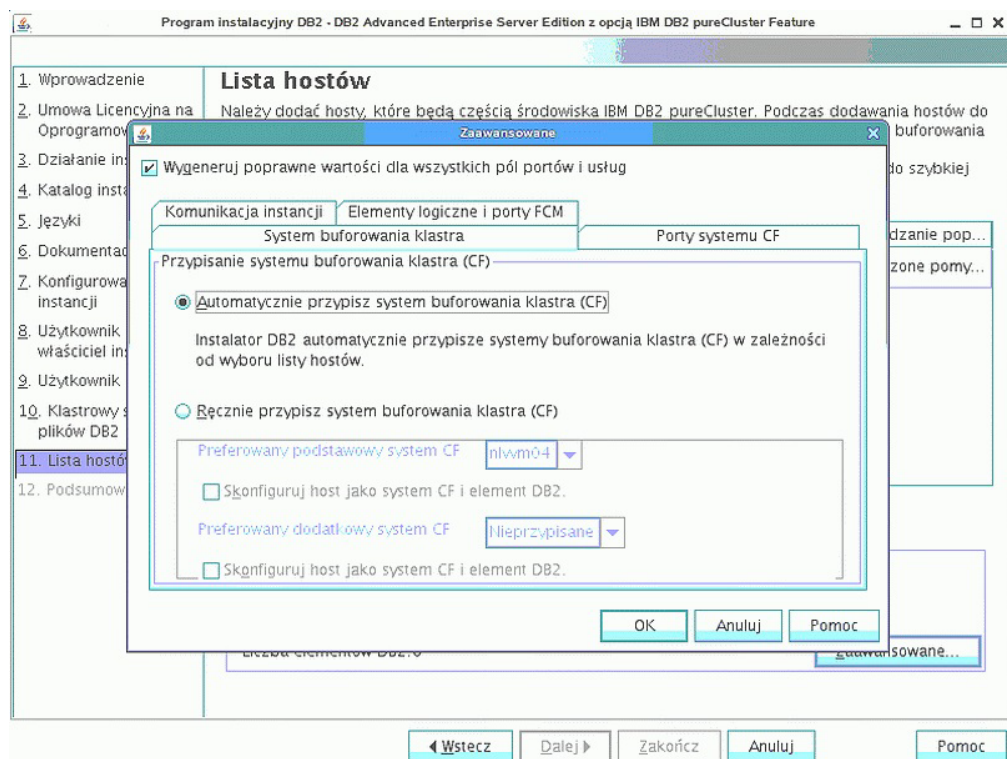 Program instalacyjny DB2 - DB2 Advanced Enterprise Server Edition z opcją IBM DB2 pureCluster Feature
1. Wprowadzenie
2. Umowa Licencyjna na
Oprogramow
3. Działanie in
4. Katalog insta
5. Języki
6. Dokumentac
7. Konfigurowa
instancji
8. Użytkownik
właściciel in
9. Użytkownik
10. Klastrowy s
plików DB2
11. Lista hostó
12. Podsumow
Lista hostów
Należy dodać hosty, które będą częścią środowiska IBM DB2 pureCluster. Podczas dodawania hostów do
buforowania
do szybkiej
dzanie pop...
zone pomy...
Zaawansowane
Wygeneruj poprawne wartości dla wszystkich pól portów i usług
Komunikacja instancji Elementy logiczne i porty FCM
System buforowania klastra Porty systemu CF
Przypisanie systemu buforowania klastra (CF)
Automatycznie przypisz system buforowania klastra (CF)
Instalator DB2 automatycznie przypisze systemy buforowania klastra (CF) w zależności
od wyboru listy hostów.
Ręcznie przypisz system buforowania klastra (CF)
Preferowany podstawowy system CF nlvvm04
Skonfiguruj host jako system CF i element DB2.
Preferowany dodatkowy system CF Nieprzypisane
Skonfiguruj host jako system CF i element DB2.
OK Anuluj Pomoc
Liczba elementów DB2:0 Zaawansowane...
Wstecz Dalej Zakończ Anuluj Pomoc